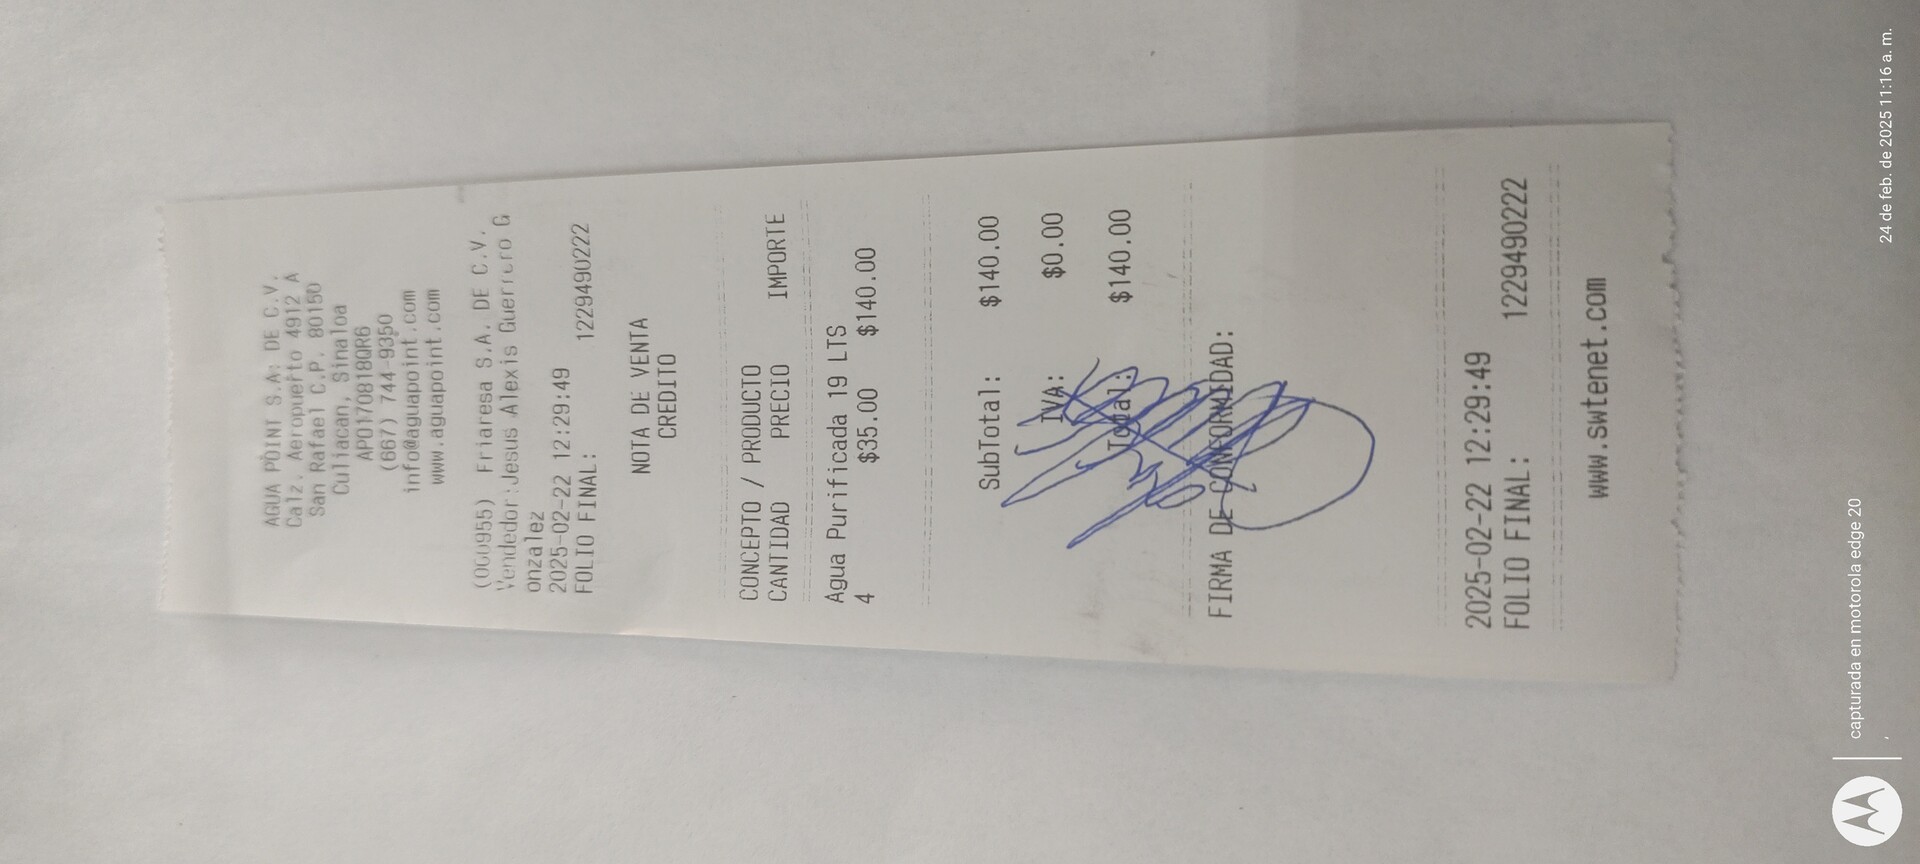 AGUA POINT S.A. DE C.V.
Calz. Aeropuerto 4912 A
San Rafael C.P. 80150
Culiacan, Sinaloa
APO170818QR6
(667) 744-9350
info@aguapoint.com
www.aguapoint.com
(000955) Friaresa S.A. DE C.V.
Vendedor:Jesus Alexis Guerrero G
onzalez
2025-02-22 12:29:49
FOLIO FINAL: 1229490222
NOTA DE VENTA
CREDITO
CONCEPTO / PRODUCTO
CANTIDAD PRECIO IMPORTE
Agua Purificada 19 LTS
4 $35.00 $140.00
SubTotal: $140.00
IVA: $0.00
Total: $140.00
FIRMA DE CONFORMIDAD:
2025-02-22 12:29:49
FOLIO FINAL: 1229490222
www.swtenet.com
capturada en motorola edge 20
,
24 de feb. de 2025 11:16 a. m.